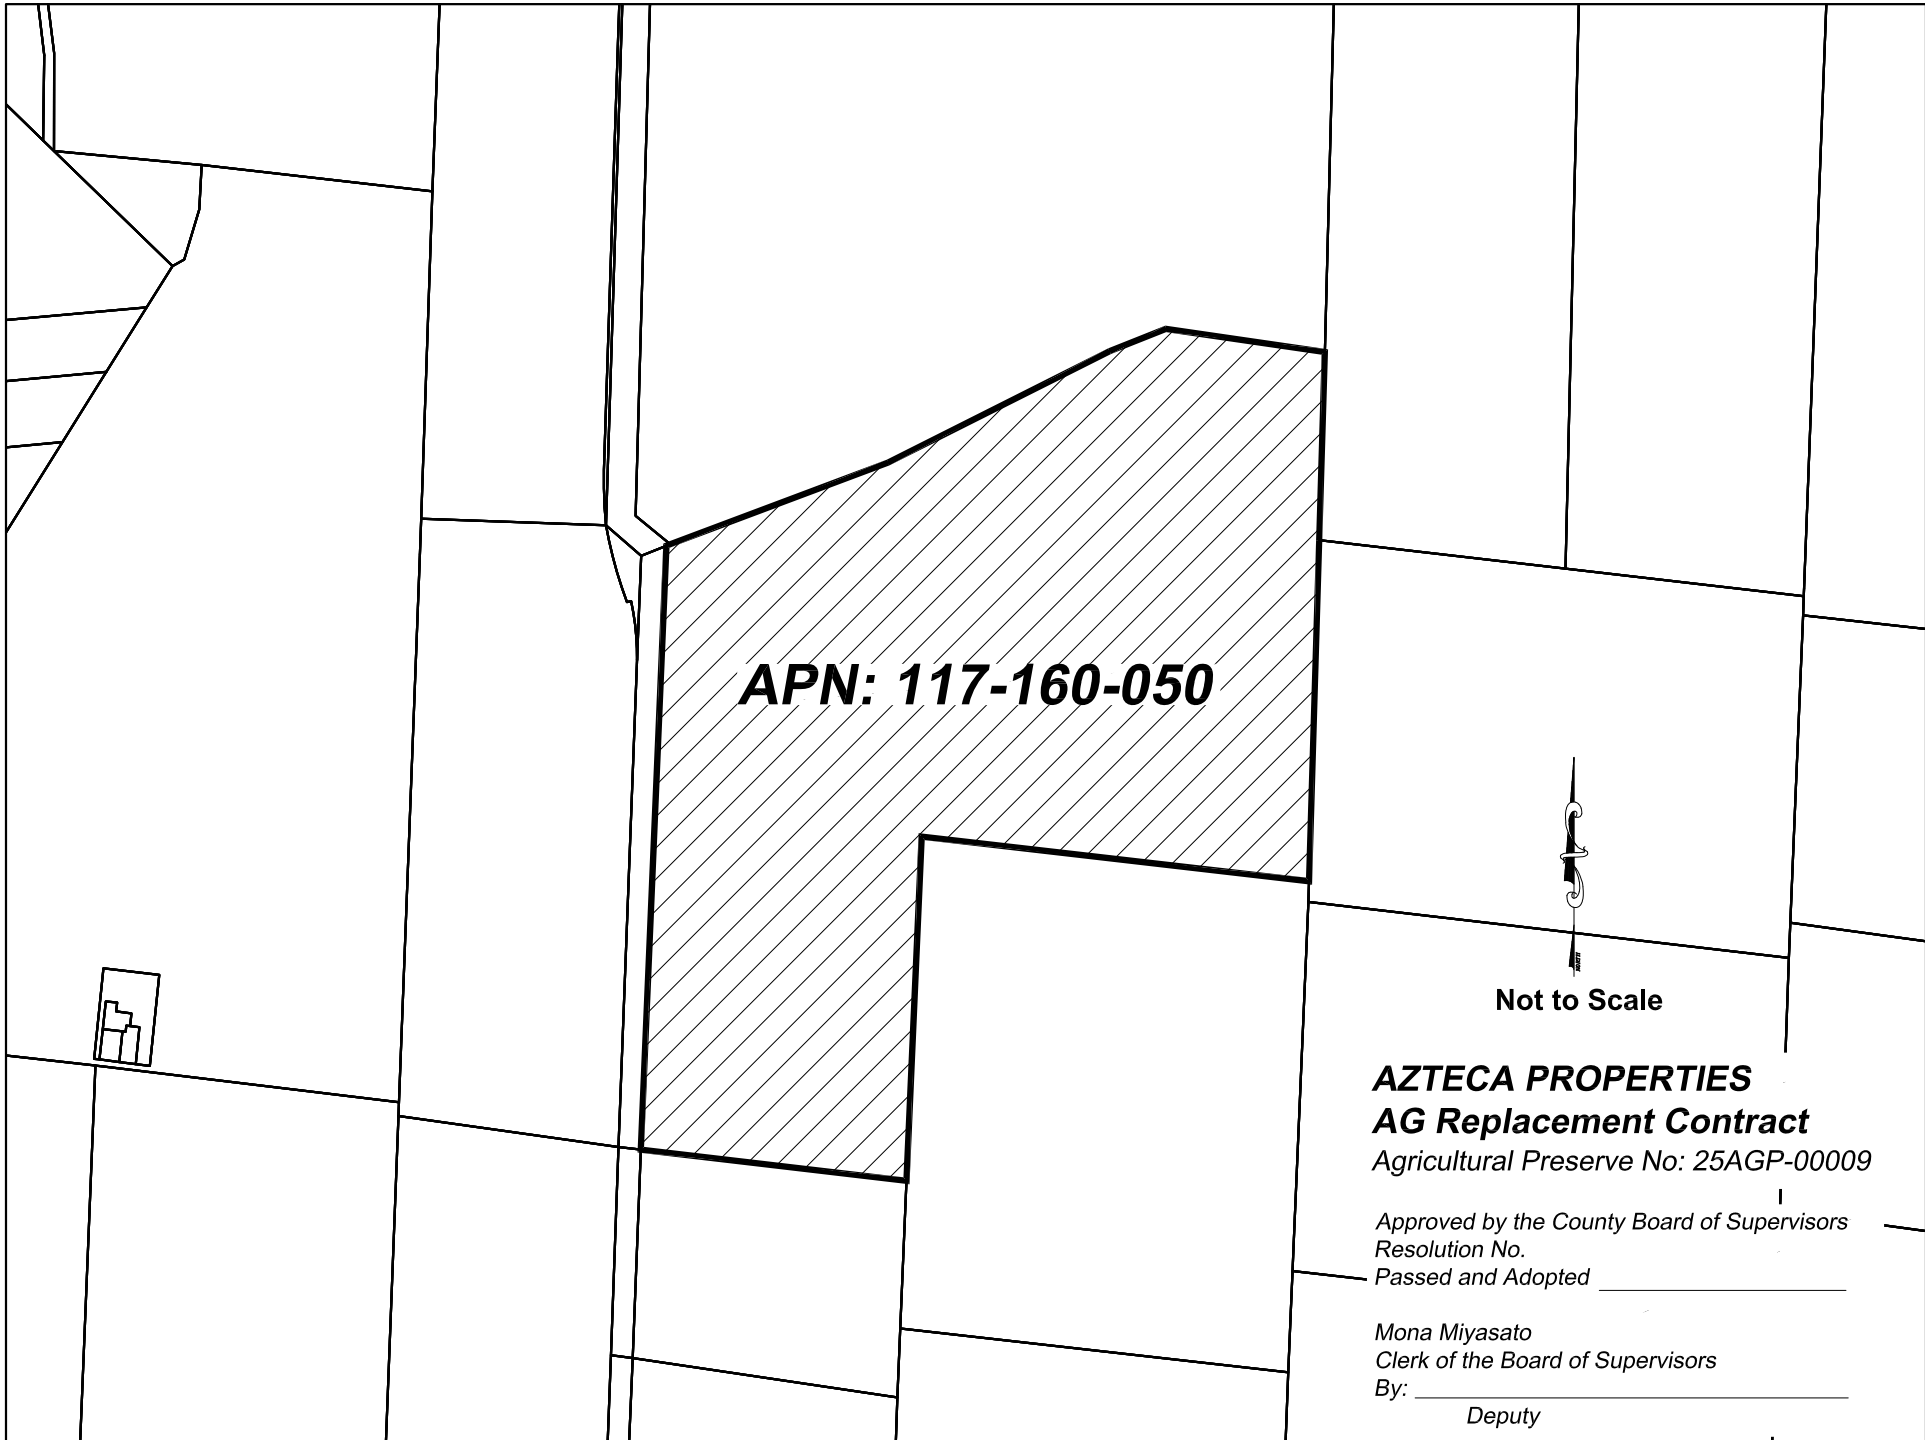 APN: 117-160-050
Not to Scale
AZTECA PROPERTIES
AG Replacement Contract
Agricultural Preserve No: 25AGP-00009
Approved by the County Board of Supervisors
Resolution No.
Passed and Adopted
Mona Miyasato
Clerk of the Board of Supervisors
By:
Deputy